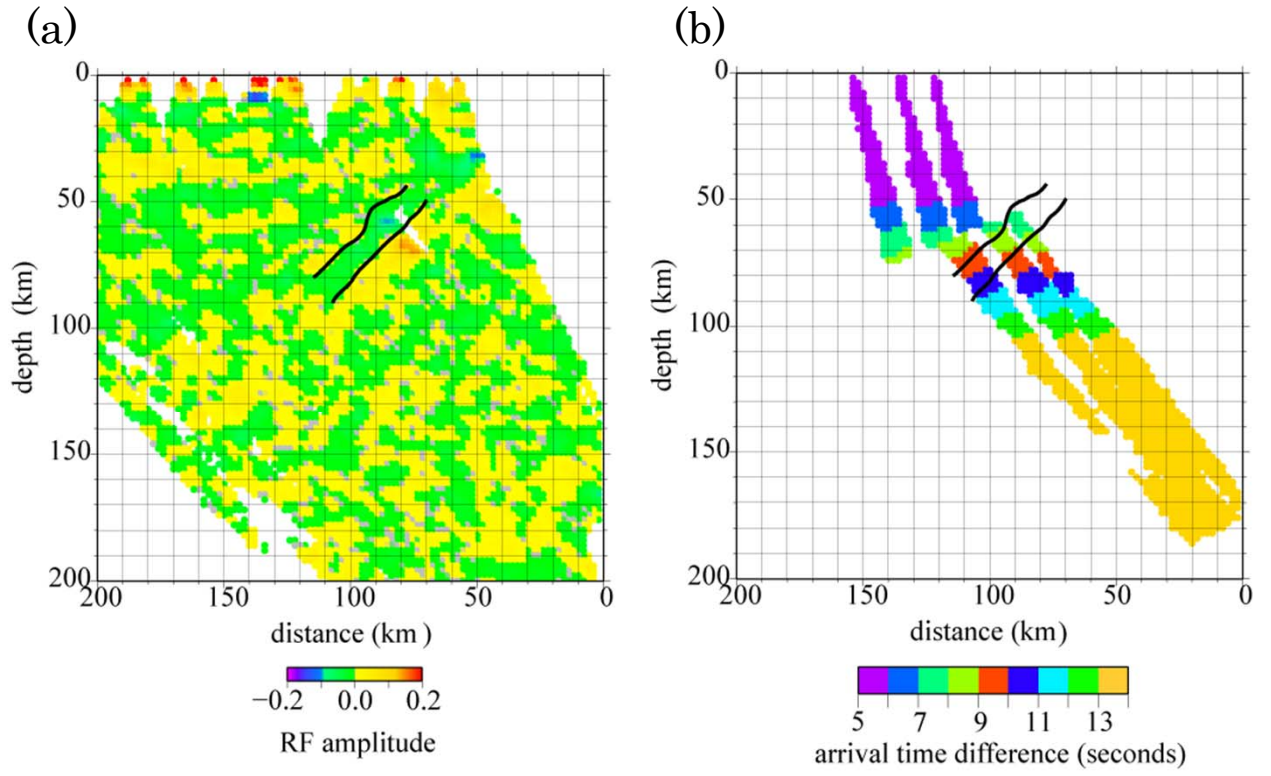 (a)
0
50
100
150
200
depth (km)
200 150 100 50 0
distance (km)
−0.2 0.0 0.2
RF amplitude
(b)
0
50
100
150
200
depth (km)
200 150 100 50 0
distance (km)
5 7 9 11 13
arrival time difference (seconds)